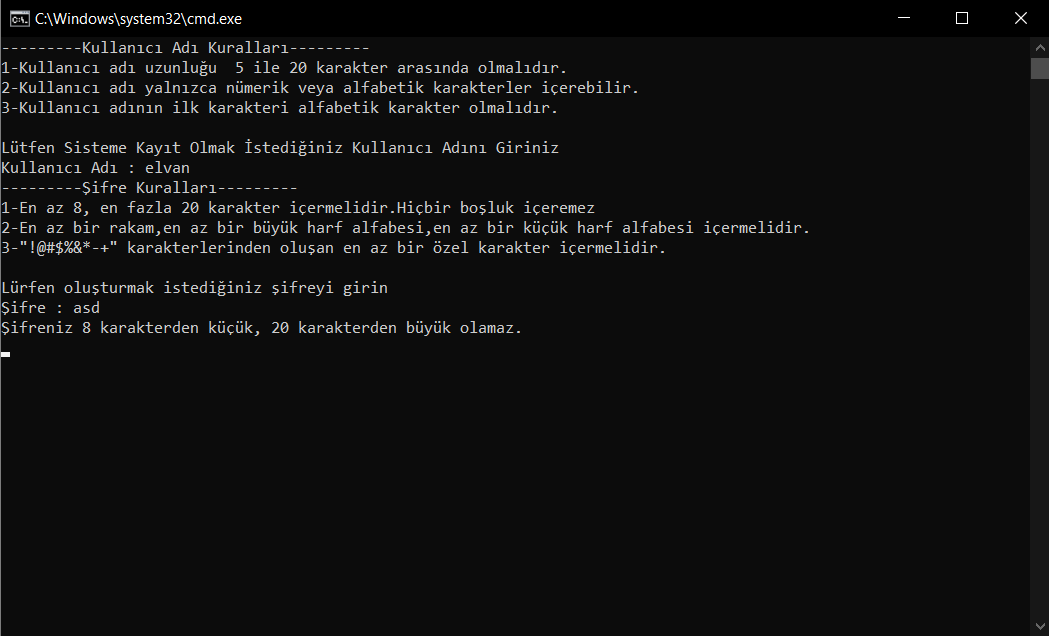 C:\Windows\system32\cmd.exe
---------Kullanıcı Adı Kuralları---------
1-Kullanıcı adı uzunluğu  5 ile 20 karakter arasında olmalıdır.
2-Kullanıcı adı yalnızca nümerik veya alfabetik karakterler içerebilir.
3-Kullanıcı adının ilk karakteri alfabetik karakter olmalıdır.
Lütfen Sisteme Kayıt Olmak İstediğiniz Kullanıcı Adını Giriniz
Kullanıcı Adı : elvan
---------Şifre Kuralları---------
1-En az 8, en fazla 20 karakter içermelidir.Hiçbir boşluk içeremez
2-En az bir rakam,en az bir büyük harf alfabesi,en az bir küçük harf alfabesi içermelidir.
3-"!@#$%&*-+" karakterlerinden oluşan en az bir özel karakter içermelidir.
Lürfen oluşturmak istediğiniz şifreyi girin
Şifre : asd
Şifreniz 8 karakterden küçük, 20 karakterden büyük olamaz.